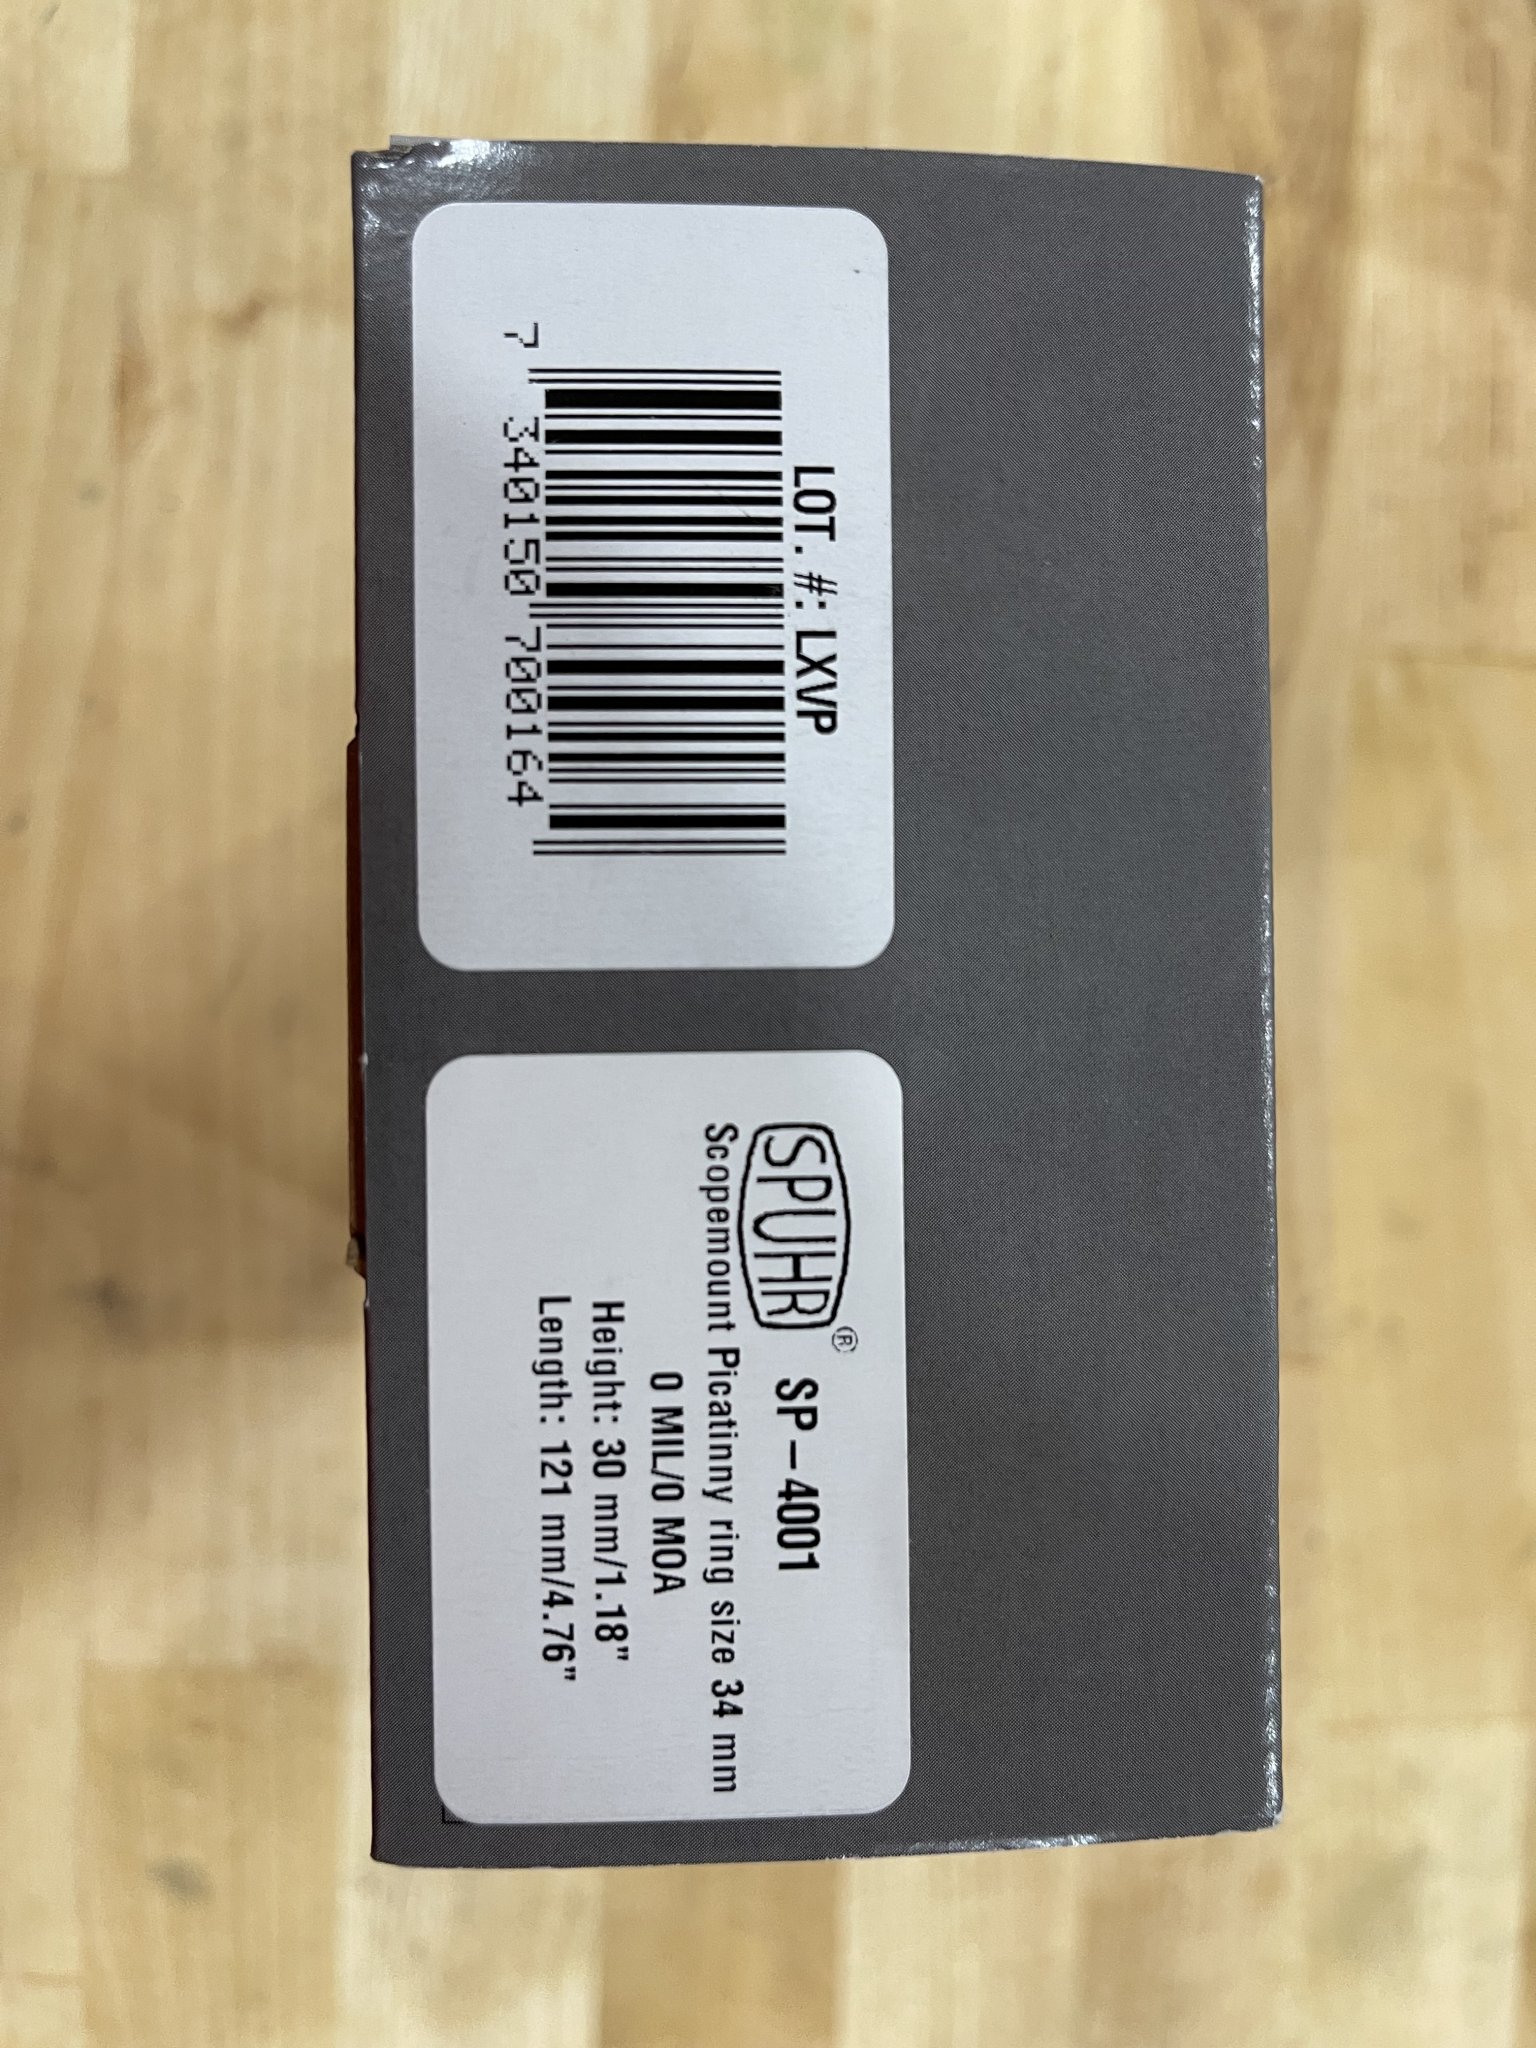 LOT. #: LXVP
7 340150 700164
SPUHR® SP-4001
Scopemount Picatinny ring size 34 mm
0 MIL/0 MOA
Height: 30 mm/1.18"
Length: 121 mm/4.76"